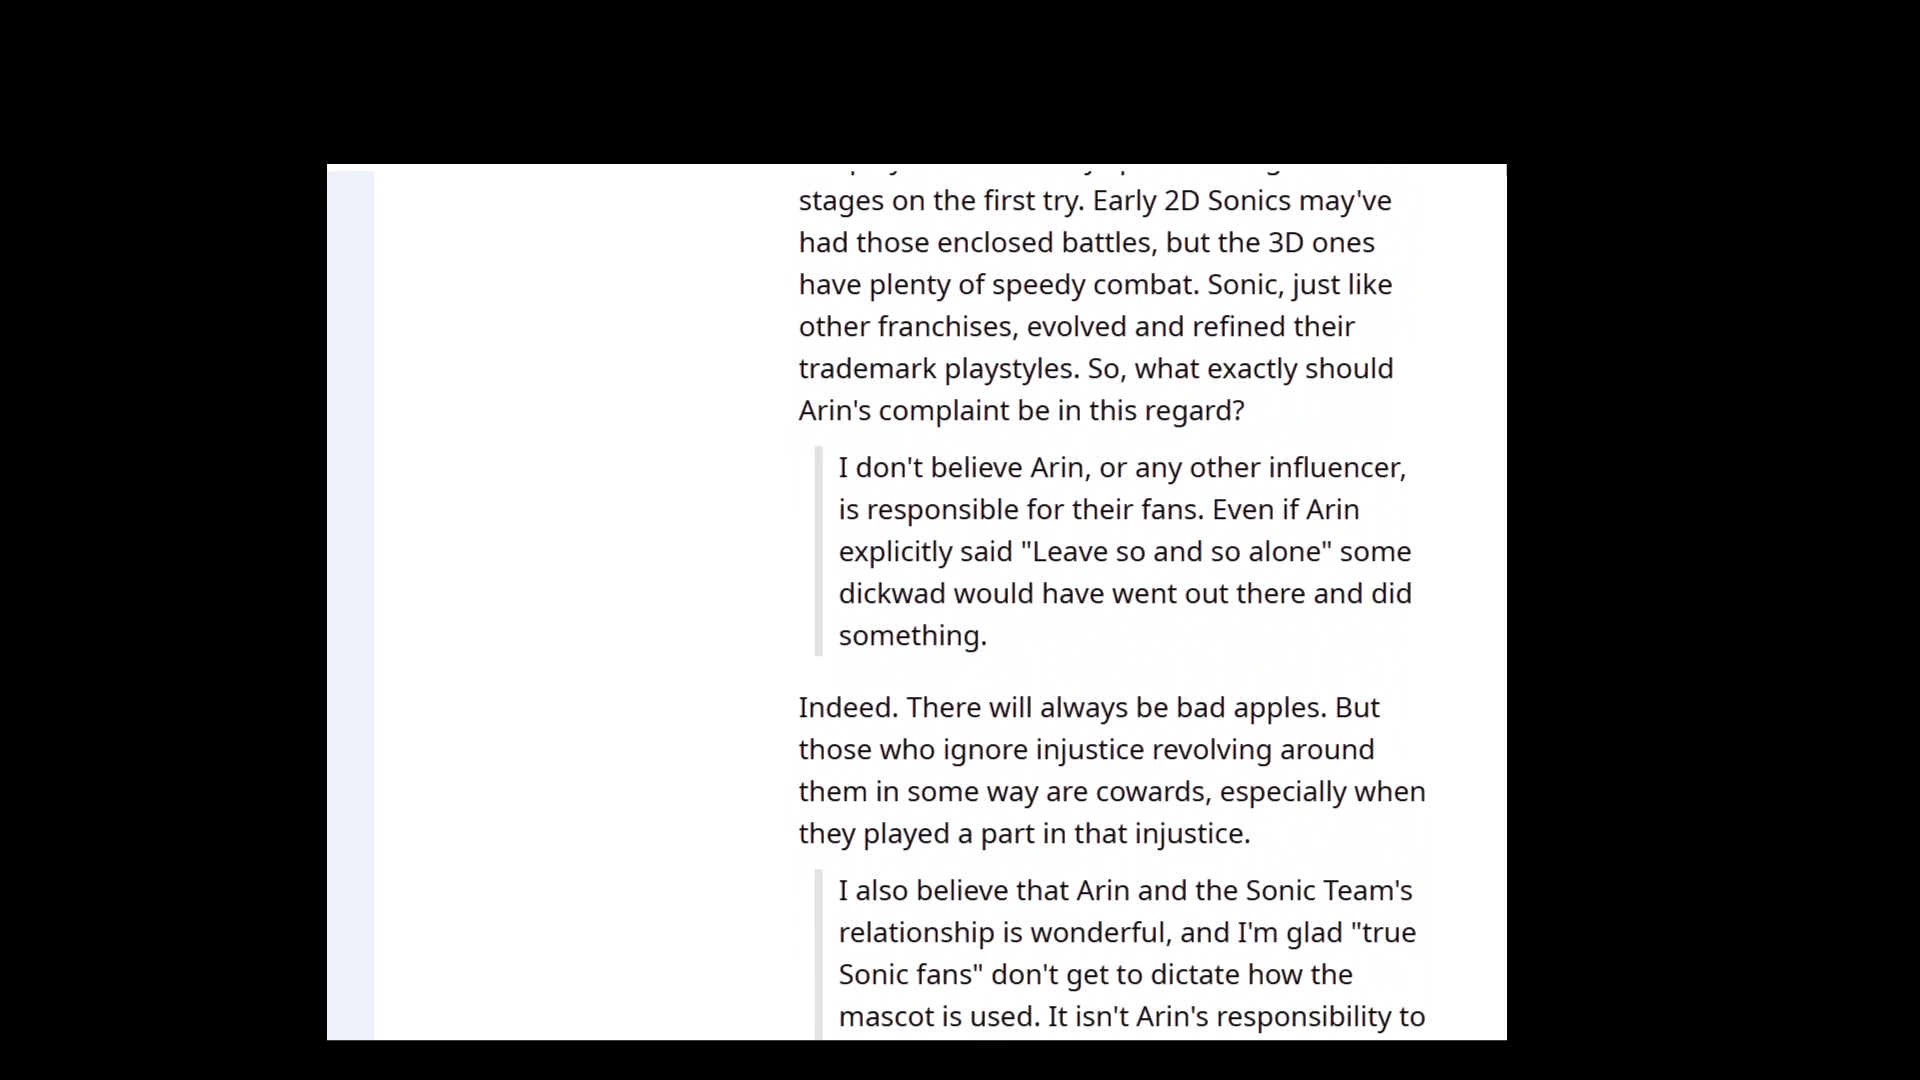 stages on the first try. Early 2D Sonics may've
had those enclosed battles, but the 3D ones
have plenty of speedy combat. Sonic, just like
other franchises, evolved and refined their
trademark playstyles. So, what exactly should
Arin's complaint be in this regard?
I don't believe Arin, or any other influencer,
is responsible for their fans. Even if Arin
explicitly said "Leave so and so alone" some
dickwad would have went out there and did
something.
Indeed. There will always be bad apples. But
those who ignore injustice revolving around
them in some way are cowards, especially when
they played a part in that injustice.
I also believe that Arin and the Sonic Team's
relationship is wonderful, and I'm glad "true
Sonic fans" don't get to dictate how the
mascot is used. It isn't Arin's responsibility to